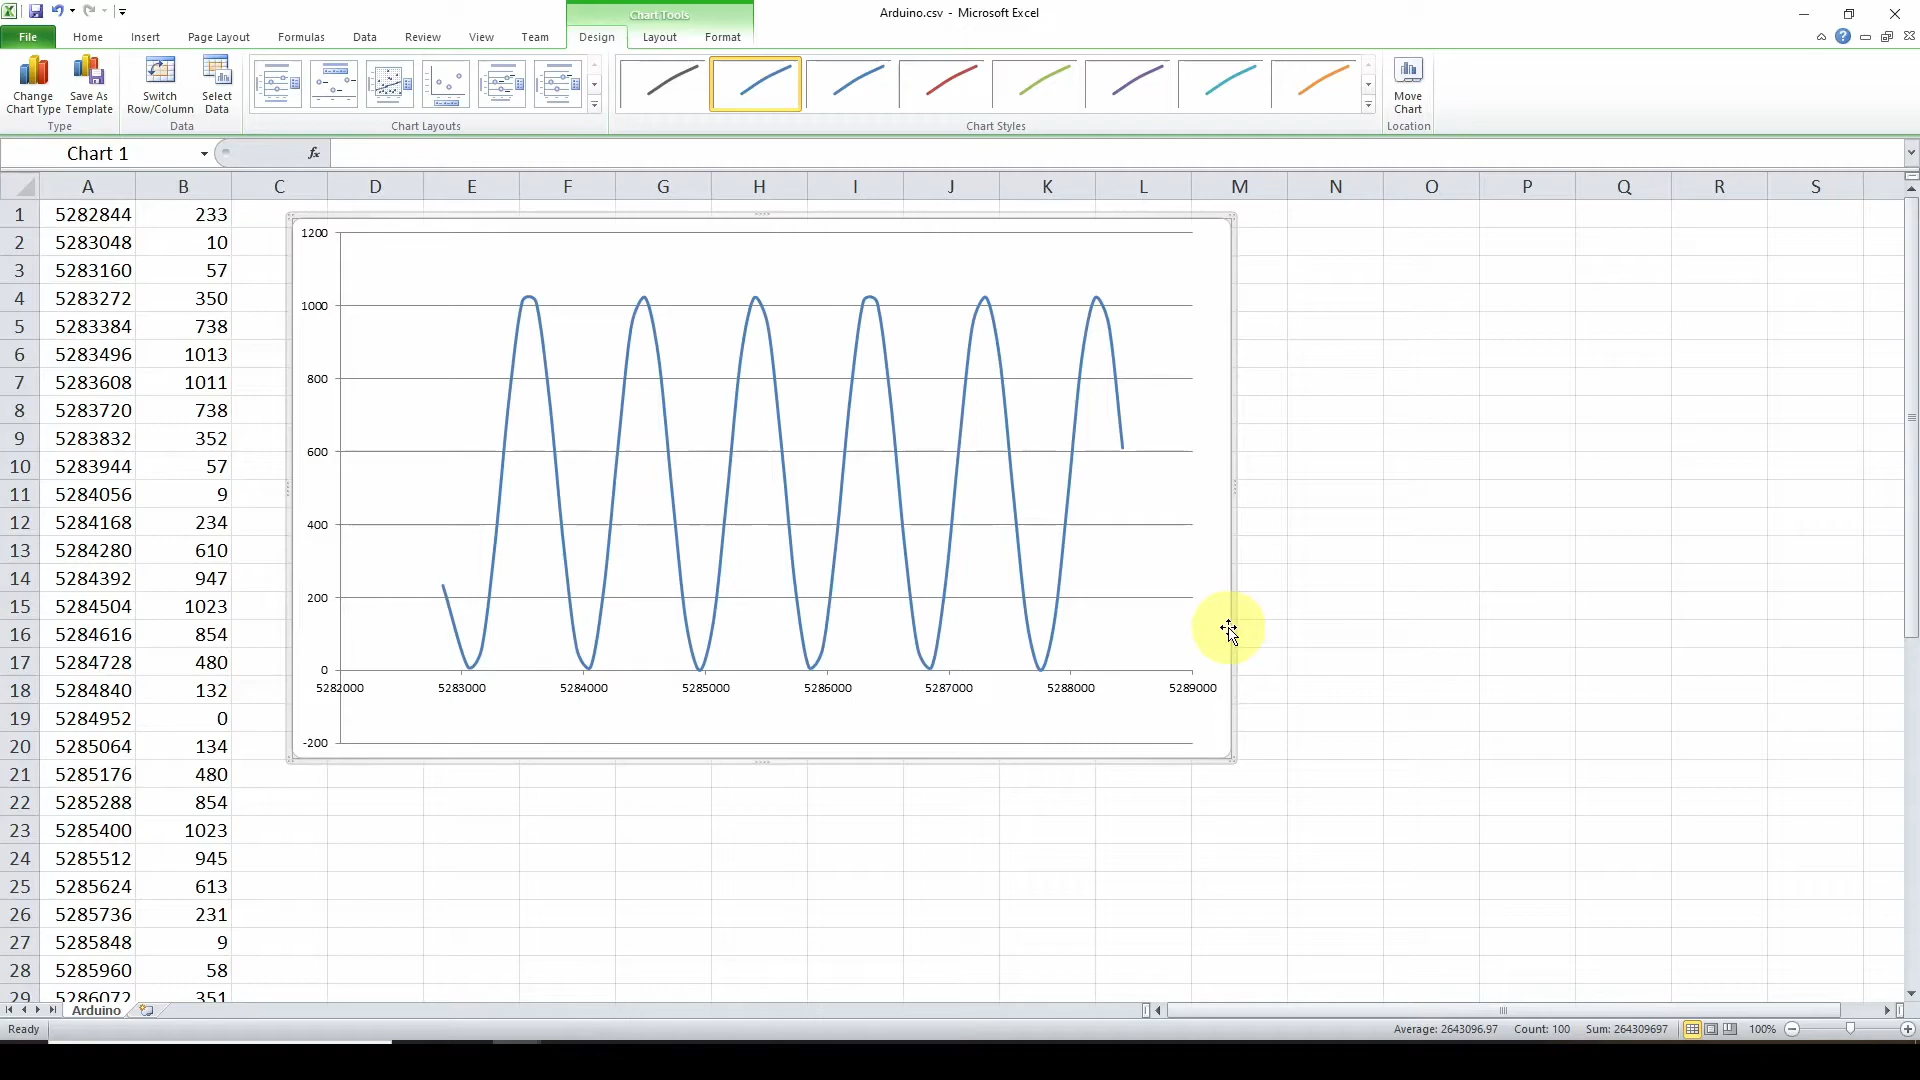 Chart Tools
Arduino.csv - Microsoft Excel
File Home Insert Page Layout Formulas Data Review View Team Design Layout Format
Change Chart Type
Save As Template
Switch Row/Column
Select Data
Move Chart
Type Data Chart Layouts Chart Styles Location
Chart 1 fx
A B C D E F G H I J K L M N O P Q R S
1 5282844 233
2 5283048 10
3 5283160 57
4 5283272 350
5 5283384 738
6 5283496 1013
7 5283608 1011
8 5283720 738
9 5283832 352
10 5283944 57
11 5284056 9
12 5284168 234
13 5284280 610
14 5284392 947
15 5284504 1023
16 5284616 854
17 5284728 480
18 5284840 132
19 5284952 0
20 5285064 134
21 5285176 480
22 5285288 854
23 5285400 1023
24 5285512 945
25 5285624 613
26 5285736 231
27 5285848 9
28 5285960 58
29 5286072 351
1200
1000
800
600
400
200
0
5282000 5283000 5284000 5285000 5286000 5287000 5288000 5289000
-200
Arduino
Ready Average: 2643096.97 Count: 100 Sum: 264309697 100%